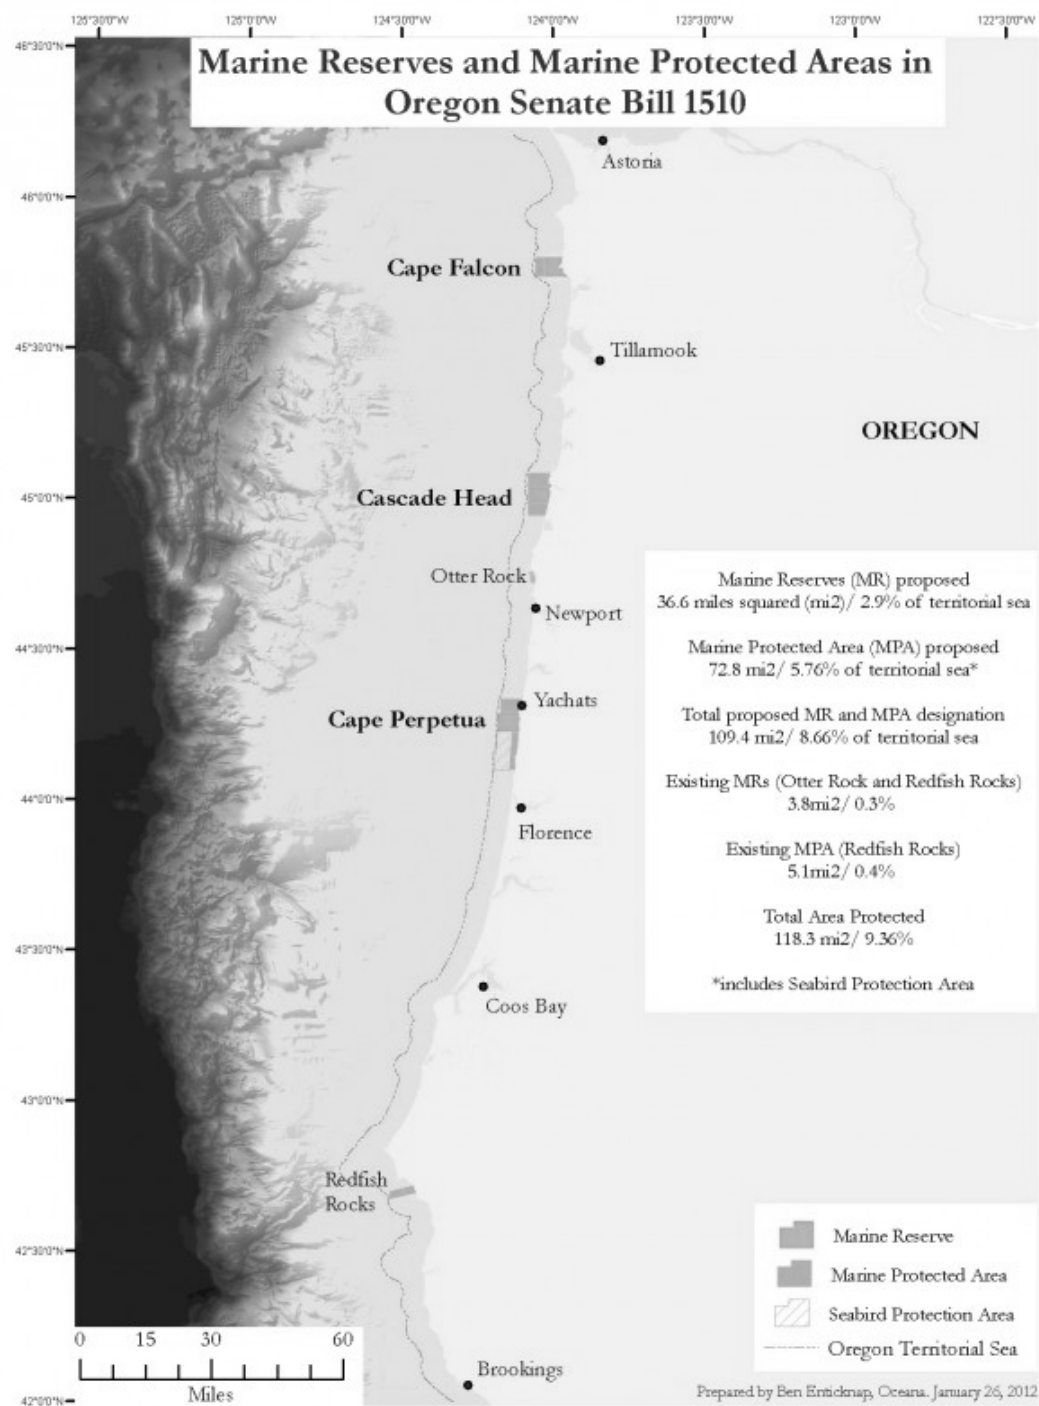 125°30'0"W 125°0'0"W 124°30'0"W 124°0'0"W 123°30'0"W 123°0'0"W 122°30'0"W
46°30'0"N
Marine Reserves and Marine Protected Areas in
Oregon Senate Bill 1510
Astoria
46°0'0"N
Cape Falcon
45°30'0"N
Tillamook
OREGON
45°0'0"N
Cascade Head
Otter Rock
Newport
44°30'0"N
Yachats
Cape Perpetua
44°0'0"N
Florence
43°30'0"N
Coos Bay
43°0'0"N
Redfish
Rocks
42°30'0"N
Brookings
42°0'0"N
Marine Reserves (MR) proposed
36.6 miles squared (mi2)/ 2.9% of territorial sea
Marine Protected Area (MPA) proposed
72.8 mi2/ 5.76% of territorial sea*
Total proposed MR and MPA designation
109.4 mi2/ 8.66% of territorial sea
Existing MRs (Otter Rock and Redfish Rocks)
3.8mi2/ 0.3%
Existing MPA (Redfish Rocks)
5.1mi2/ 0.4%
Total Area Protected
118.3 mi2/ 9.36%
*includes Seabird Protection Area
Marine Reserve
Marine Protected Area
Seabird Protection Area
Oregon Territorial Sea
0 15 30 60
Miles
Prepared by Ben Enticknap, Oceana. January 26, 2012